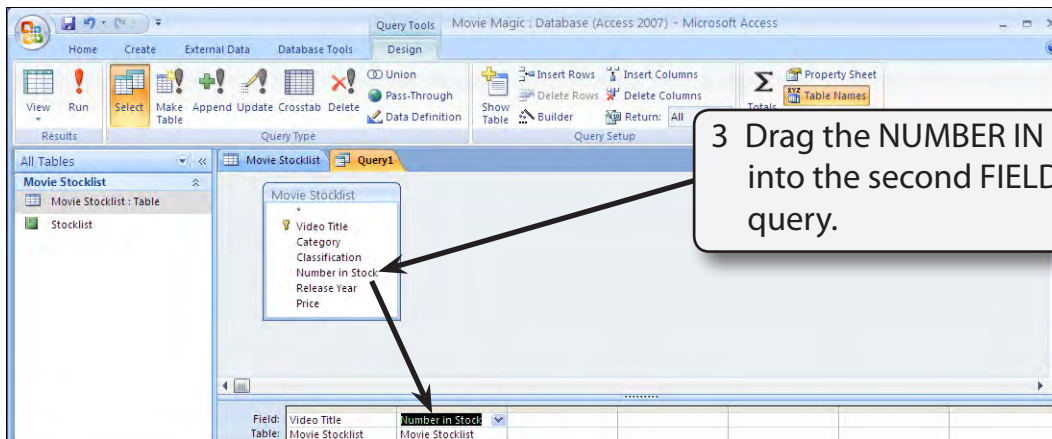 Query Tools Movie Magic : Database (Access 2007) - Microsoft Access
Home Create External Data Database Tools Design
View Run Select Make Table Append Update Crosstab Delete
Union
Pass-Through
Data Definition
Show Table
Insert Rows
Delete Rows
Builder
Insert Columns
Delete Columns
Return: All
Σ
Totals
Property Sheet
XYZ Table Names
Results Query Type Query Setup
3 Drag the NUMBER IN
into the second FIELD
query.
All Tables
Movie Stocklist
Movie Stocklist : Table
Stocklist
Movie Stocklist Query1
Movie Stocklist
*
Video Title
Category
Classification
Number in Stock
Release Year
Price
Field: Video Title Number in Stock
Table: Movie Stocklist Movie Stocklist